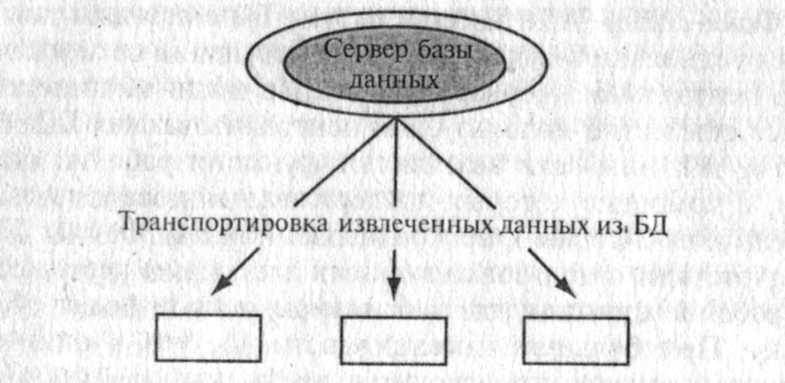 Сервер базы
данных
Транспортировка извлеченных данных из БД